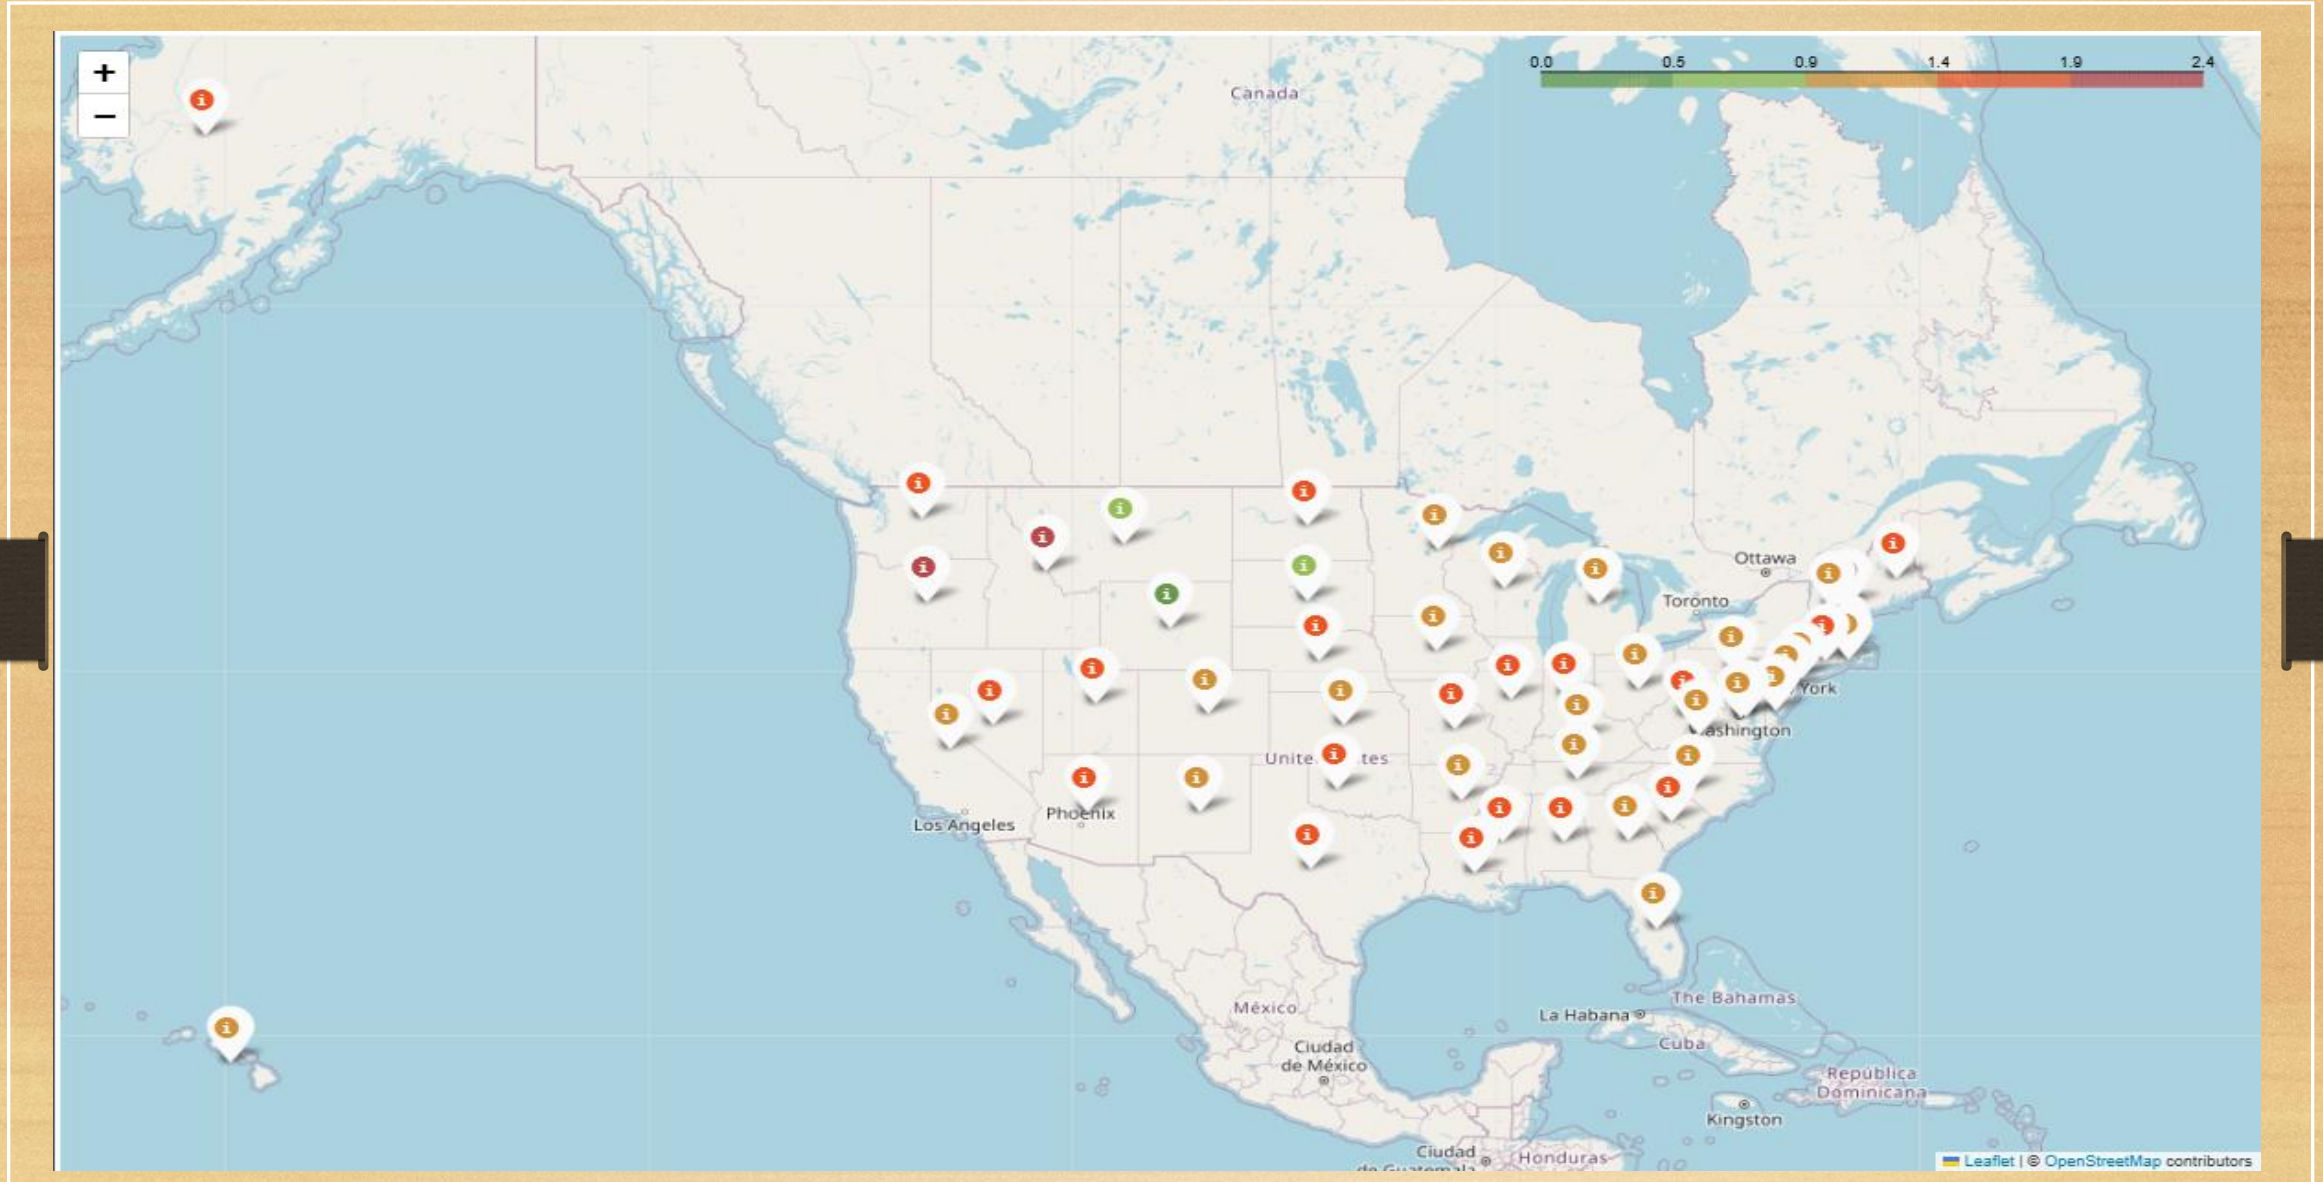 +
−
0.0 0.5 0.9 1.4 1.9 2.4
Canada
Ottawa
Toronto
York
ashington
Unite tes
Los Angeles
Phoenix
México
Ciudad
de México
La Habana
The Bahamas
Cuba
República
Dominicana
Kingston
Ciudad
de Guatemala
Honduras
Leaflet | © OpenStreetMap contributors